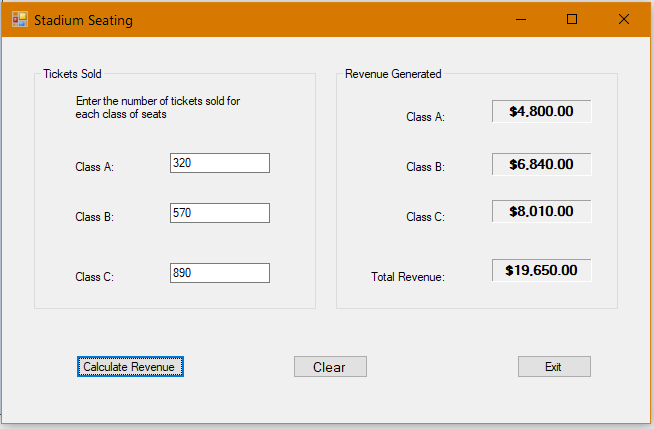 Stadium Seating
Tickets Sold
Enter the number of tickets sold for
each class of seats
Class A:
320
Class B:
570
Class C:
890
Revenue Generated
Class A:
$4,800.00
Class B:
$6,840.00
Class C:
$8,010.00
Total Revenue:
$19,650.00
Calculate Revenue
Clear
Exit